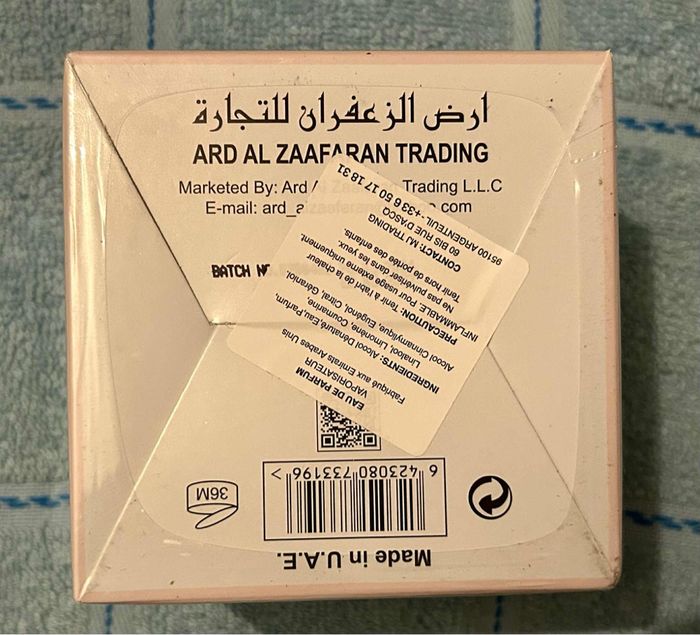 ارض الزعفران للتجارة
ARD AL ZAAFARAN TRADING
Marketed By: Ard Trading L.L.C
E-mail: ard_alzaafaran .com
BATCH
EAU DE PARFUM
VAPORISATEUR
Fabriqué aux Emirats Arabes Unis
INGREDIENTS: Alcool Dénaturé, Eau, Parfum,
Linalool, Limonène, Coumarine,
Alcool Cinnamylique, Eugénol, Citral, Géraniol,
PRECAUTION: Tenir à l'abri de la chaleur
INFLAMMABLE. Pour usage externe uniquement.
Ne pas pulvériser dans les yeux.
Tenir hors de portée des enfants.
CONTACT: MJ TRADING
60 BIS RUE D'ASCQ
95100 ARGENTEUIL. +33 6 50 17 18 31
36M
6 423080 733196 >
Made in U.A.E.